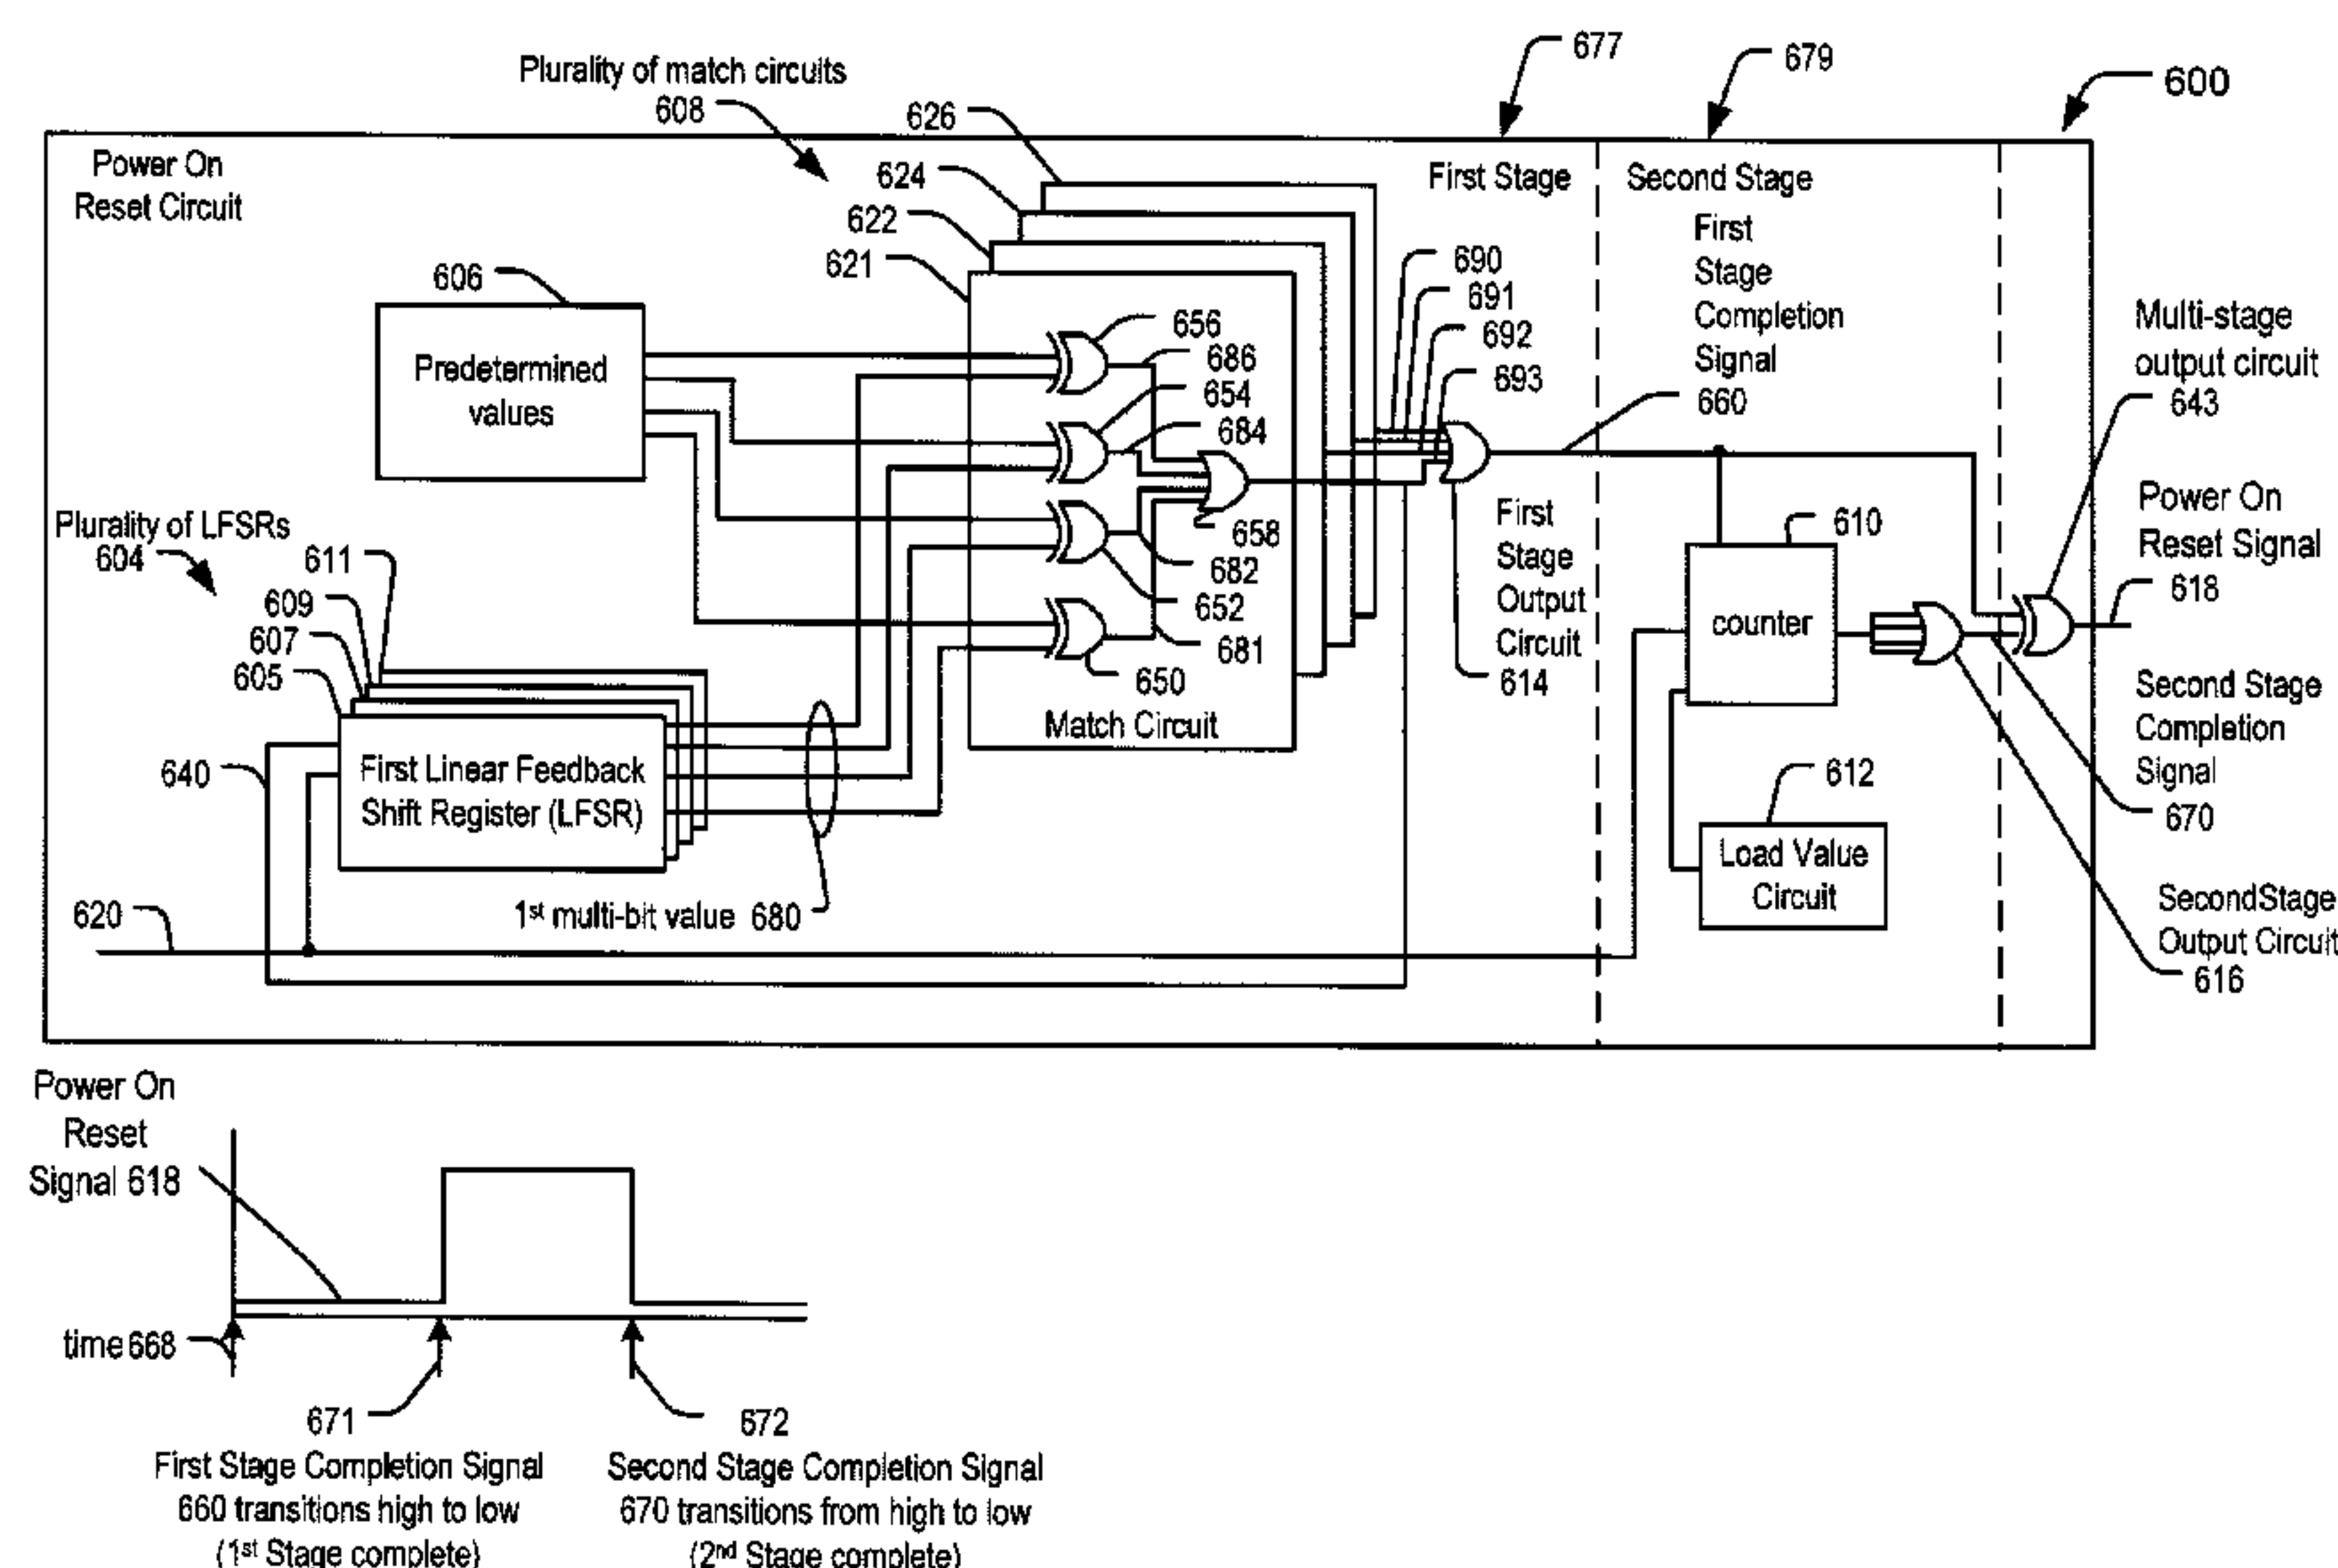 677
679
600
Plurality of match circuits
608
626
Power On
Reset Circuit
624
622
621
First Stage
Second Stage
First
Stage
Completion
Signal
660
606
Predetermined
values
656
686
654
684
658
682
652
681
650
Match Circuit
690
691
692
693
Multi-stage
output circuit
643
Power On
Reset Signal
618
First
Stage
Output
Circuit
614
610
counter
Plurality of LFSRs
604
611
609
607
605
640
First Linear Feedback
Shift Register (LFSR)
1st multi-bit value 680
620
612
Load Value
Circuit
Second Stage
Completion
Signal
670
SecondStage
Output Circuit
616
Power On
Reset
Signal 618
time 668
671
First Stage Completion Signal
660 transitions high to low
(1st Stage complete)
672
Second Stage Completion Signal
670 transitions from high to low
(2nd Stage complete)